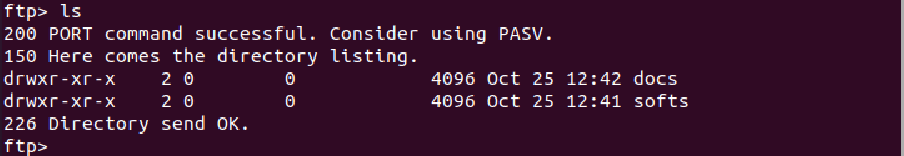 ftp> ls
200 PORT command successful. Consider using PASV.
150 Here comes the directory listing.
drwxr-xr-x    2 0        0            4096 Oct 25 12:42 docs
drwxr-xr-x    2 0        0            4096 Oct 25 12:41 softs
226 Directory send OK.
ftp>